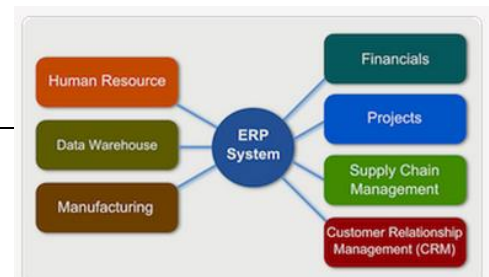 Human Resource
Data Warehouse
Manufacturing
ERP
System
Financials
Projects
Supply Chain
Management
Customer Relationship
Management (CRM)